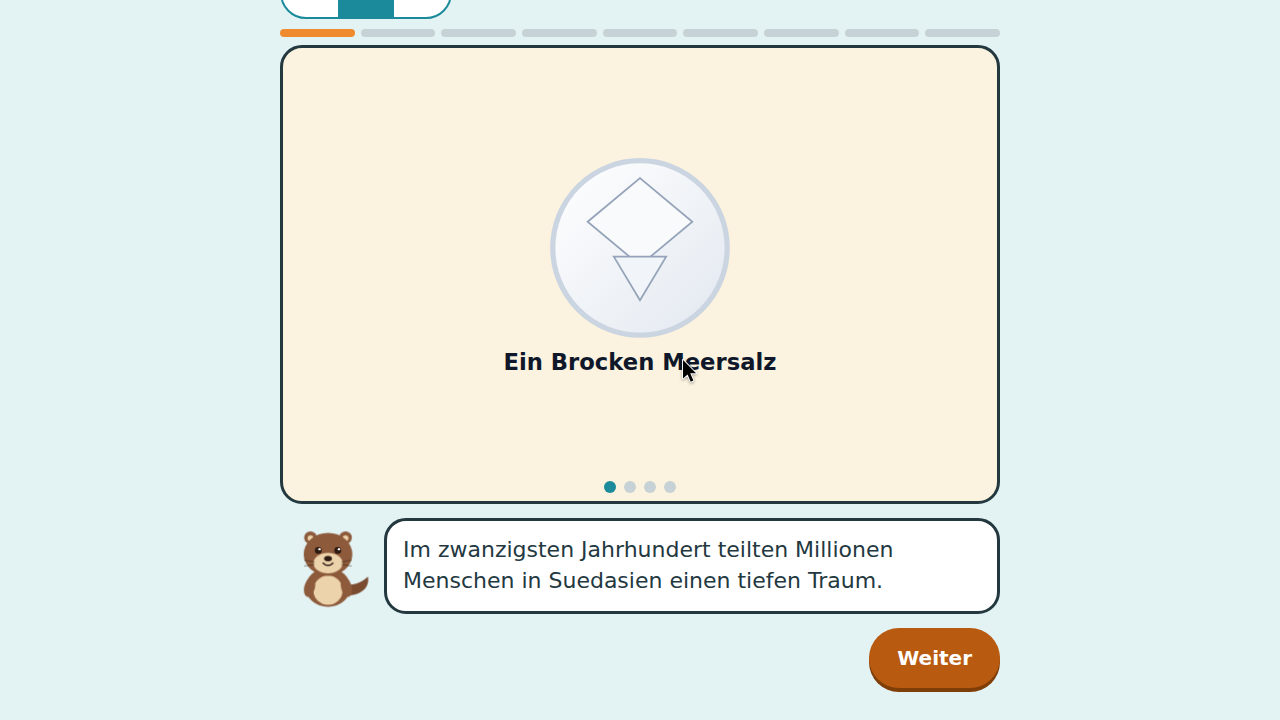 Ein Brocken Meersalz
Im zwanzigsten Jahrhundert teilten Millionen
Menschen in Suedasien einen tiefen Traum.
Weiter